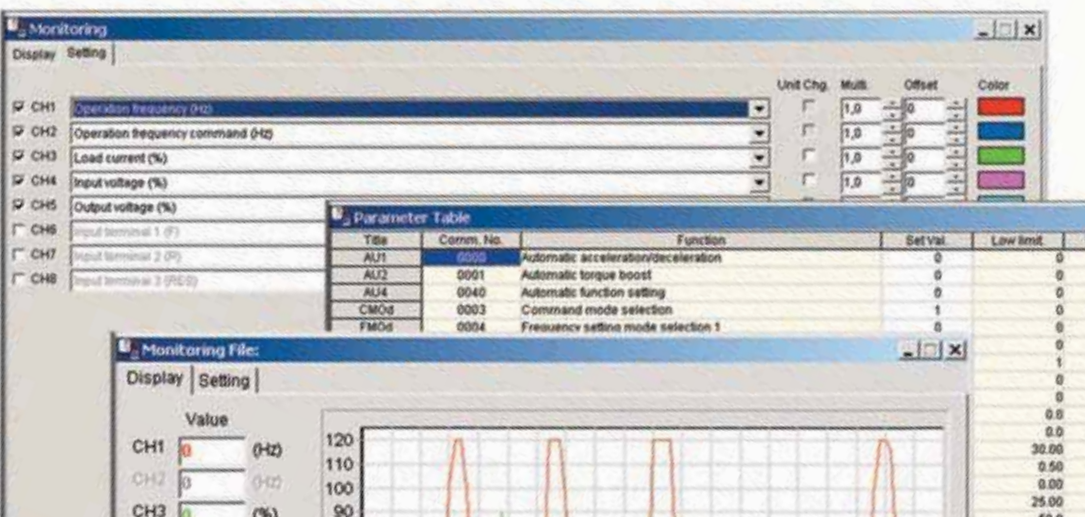 Monitoring
Display Setting
Unit Chg. Multi. Offset Color
CH1 Operation frequency (Hz) 1,0 0
CH2 Operation frequency command (Hz) 1,0 0
CH3 Load current (%) 1,0 0
CH4 Input voltage (%) 1,0 0
CH5 Output voltage (%)
CH6 Input terminal 1 (F)
CH7 Input terminal 2 (R)
CH8 Input terminal 3 (RES)
Parameter Table
Title Comm. No. Function Set Val. Low limit
AU1 0000 Automatic acceleration/deceleration 0 0
AU2 0001 Automatic torque boost 0 0
AU4 0040 Automatic function setting 0 0
CMOd 0003 Command mode selection 1 0
FMOd 0004 Frequency setting mode selection 1 0 0
0
1
0
0
0.0
0.0
30.00
0.50
0.00
25.00
50.0
Monitoring File:
Display Setting
Value
CH1 0 (Hz)
CH2 0 (Hz)
CH3 0 (%)
120
110
100
90